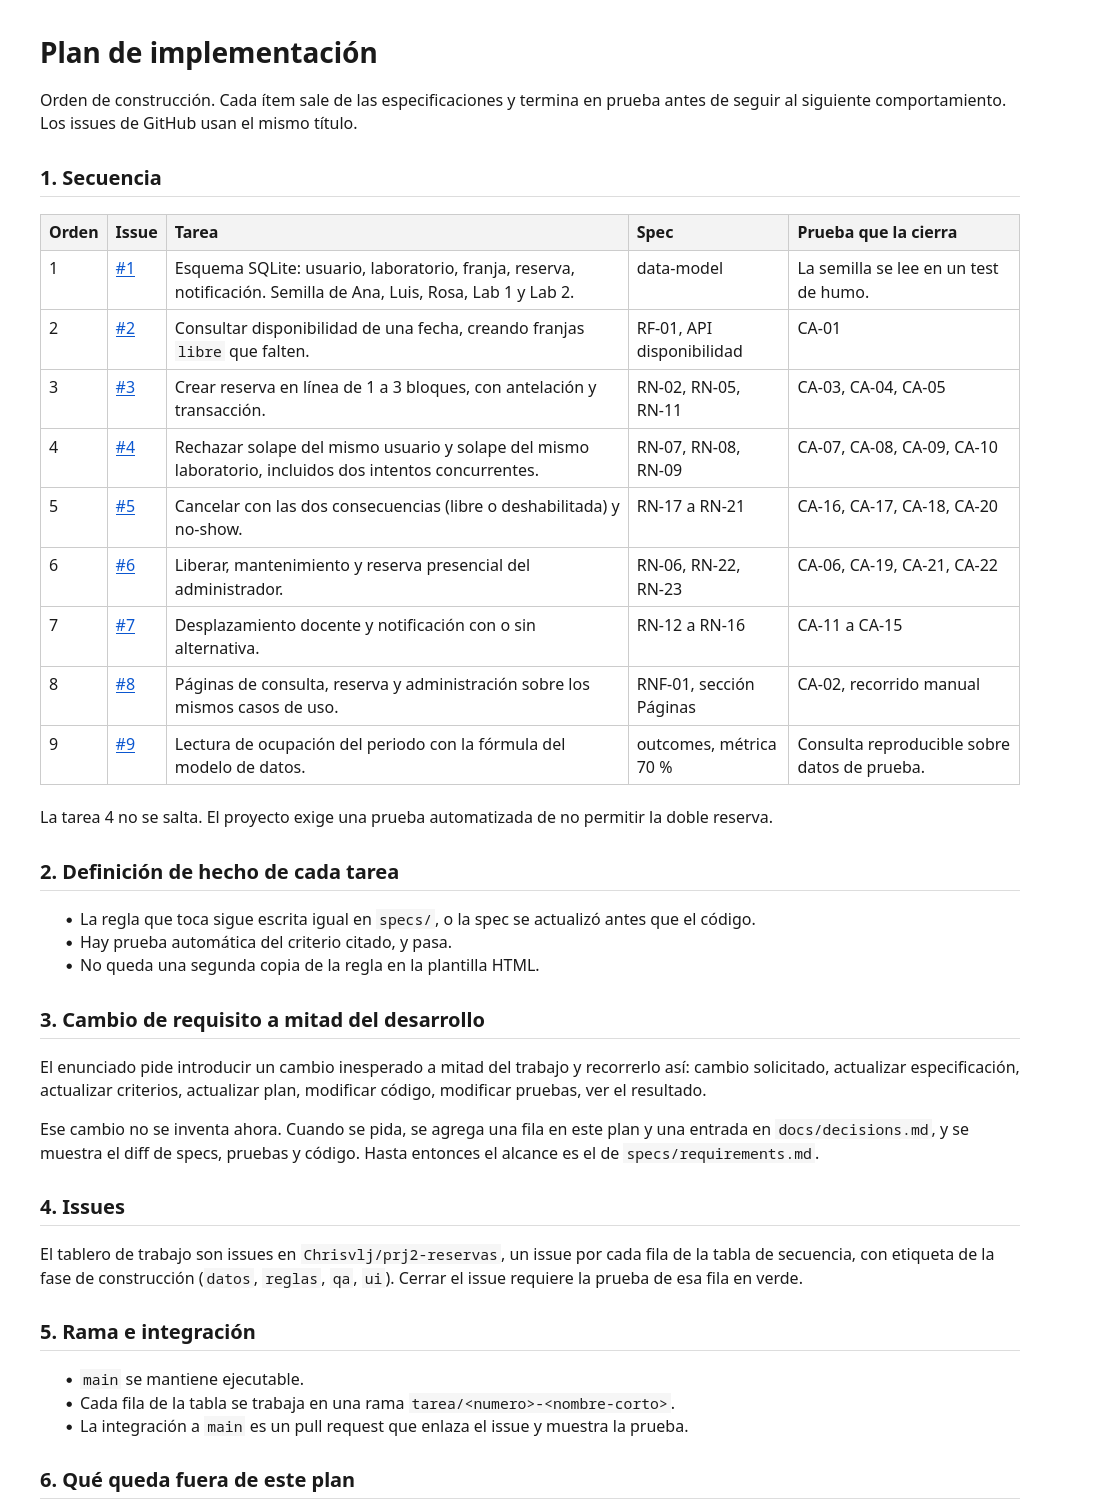 Plan de implementación
Orden de construcción. Cada ítem sale de las especificaciones y termina en prueba antes de seguir al siguiente comportamiento.
Los issues de GitHub usan el mismo título.
1. Secuencia
Orden Issue Tarea Spec Prueba que la cierra
1 #1 Esquema SQLite: usuario, laboratorio, franja, reserva, data-model La semilla se lee en un test
notificación. Semilla de Ana, Luis, Rosa, Lab 1 y Lab 2. de humo.
2 #2 Consultar disponibilidad de una fecha, creando franjas RF-01, API CA-01
libre que falten. disponibilidad
3 #3 Crear reserva en línea de 1 a 3 bloques, con antelación y RN-02, RN-05, CA-03, CA-04, CA-05
transacción. RN-11
4 #4 Rechazar solape del mismo usuario y solape del mismo RN-07, RN-08, CA-07, CA-08, CA-09, CA-10
laboratorio, incluidos dos intentos concurrentes. RN-09
5 #5 Cancelar con las dos consecuencias (libre o deshabilitada) y RN-17 a RN-21 CA-16, CA-17, CA-18, CA-20
no-show.
6 #6 Liberar, mantenimiento y reserva presencial del RN-06, RN-22, CA-06, CA-19, CA-21, CA-22
administrador. RN-23
7 #7 Desplazamiento docente y notificación con o sin RN-12 a RN-16 CA-11 a CA-15
alternativa.
8 #8 Páginas de consulta, reserva y administración sobre los RNF-01, sección CA-02, recorrido manual
mismos casos de uso. Páginas
9 #9 Lectura de ocupación del periodo con la fórmula del outcomes, métrica Consulta reproducible sobre
modelo de datos. 70 % datos de prueba.
La tarea 4 no se salta. El proyecto exige una prueba automatizada de no permitir la doble reserva.
2. Definición de hecho de cada tarea
• La regla que toca sigue escrita igual en specs/, o la spec se actualizó antes que el código.
• Hay prueba automática del criterio citado, y pasa.
• No queda una segunda copia de la regla en la plantilla HTML.
3. Cambio de requisito a mitad del desarrollo
El enunciado pide introducir un cambio inesperado a mitad del trabajo y recorrerlo así: cambio solicitado, actualizar especificación,
actualizar criterios, actualizar plan, modificar código, modificar pruebas, ver el resultado.
Ese cambio no se inventa ahora. Cuando se pida, se agrega una fila en este plan y una entrada en docs/decisions.md, y se
muestra el diff de specs, pruebas y código. Hasta entonces el alcance es el de specs/requirements.md.
4. Issues
El tablero de trabajo son issues en Chrisvlj/prj2-reservas, un issue por cada fila de la tabla de secuencia, con etiqueta de la
fase de construcción (datos, reglas, qa, ui). Cerrar el issue requiere la prueba de esa fila en verde.
5. Rama e integración
• main se mantiene ejecutable.
• Cada fila de la tabla se trabaja en una rama tarea/<numero>-<nombre-corto>.
• La integración a main es un pull request que enlaza el issue y muestra la prueba.
6. Qué queda fuera de este plan